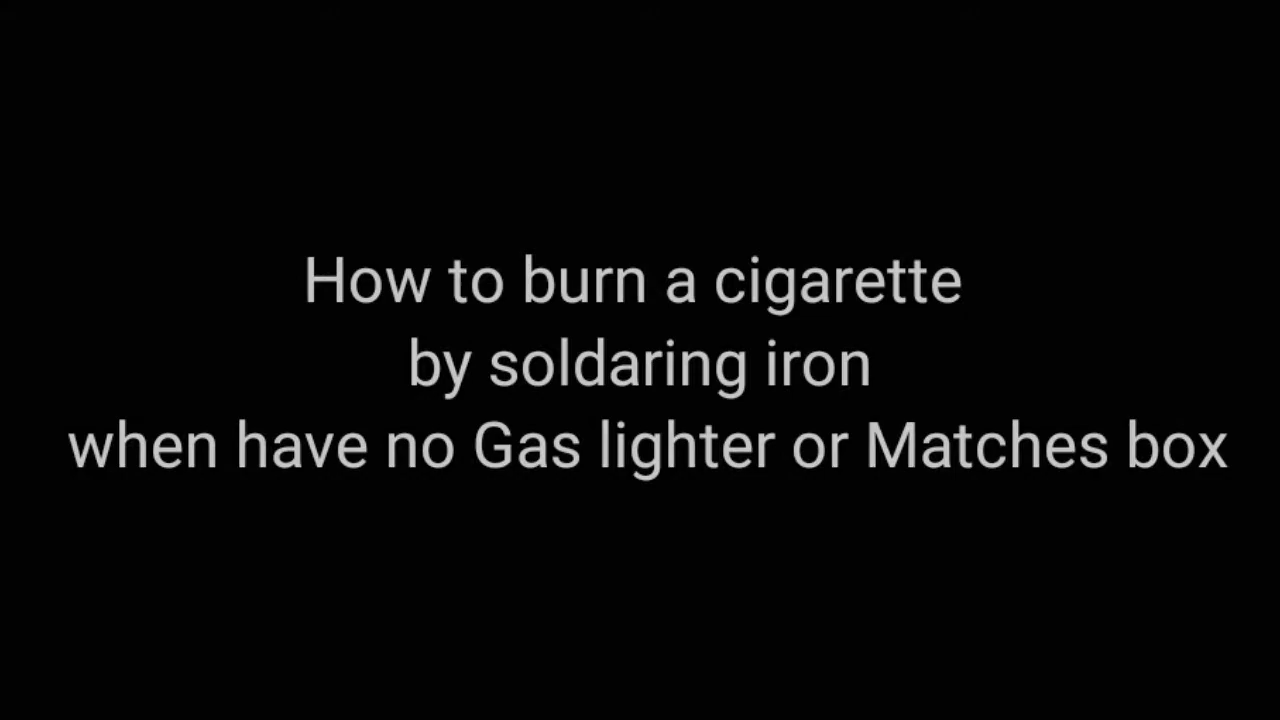 How to burn a cigarette
by soldaring iron
when have no Gas lighter or Matches box